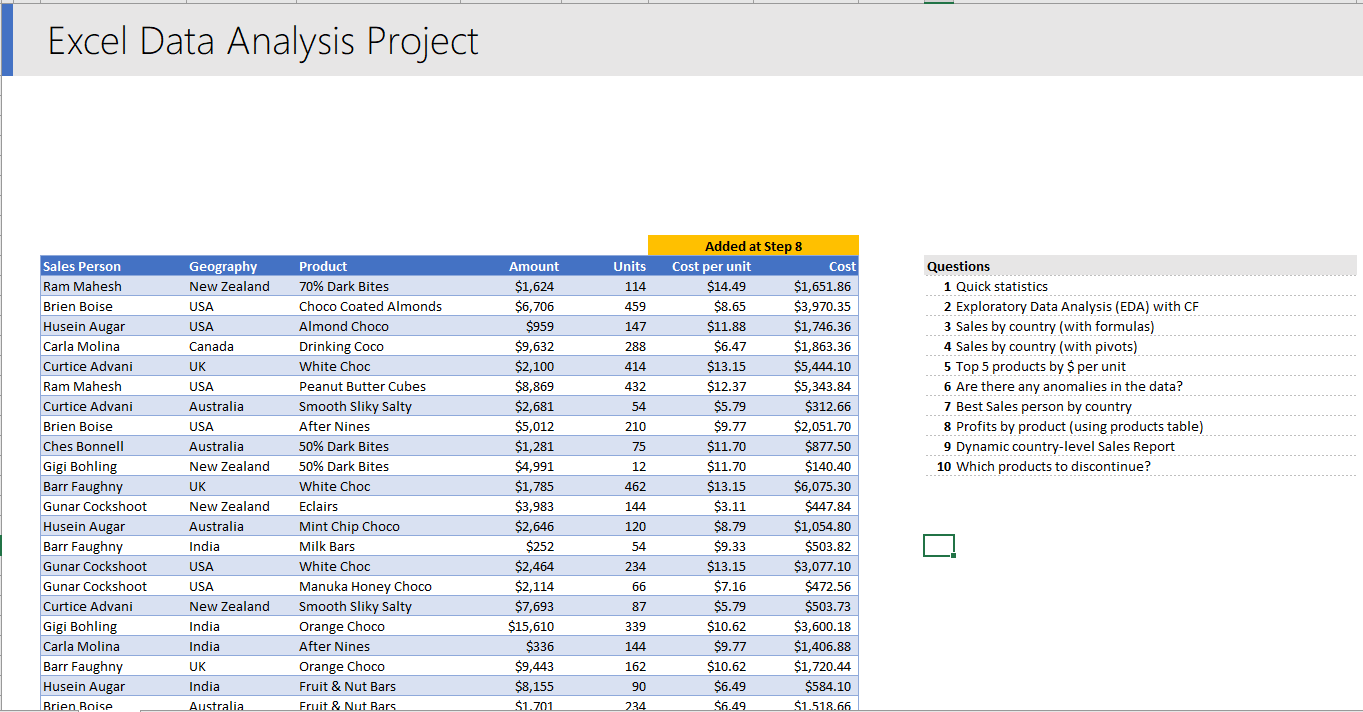 Excel Data Analysis Project
Added at Step 8
Sales Person Geography Product Amount Units Cost per unit Cost
Ram Mahesh New Zealand 70% Dark Bites $1,624 114 $14.49 $1,651.86
Brien Boise USA Choco Coated Almonds $6,706 459 $8.65 $3,970.35
Husein Augar USA Almond Choco $959 147 $11.88 $1,746.36
Carla Molina Canada Drinking Coco $9,632 288 $6.47 $1,863.36
Curtice Advani UK White Choc $2,100 414 $13.15 $5,444.10
Ram Mahesh USA Peanut Butter Cubes $8,869 432 $12.37 $5,343.84
Curtice Advani Australia Smooth Sliky Salty $2,681 54 $5.79 $312.66
Brien Boise USA After Nines $5,012 210 $9.77 $2,051.70
Ches Bonnell Australia 50% Dark Bites $1,281 75 $11.70 $877.50
Gigi Bohling New Zealand 50% Dark Bites $4,991 12 $11.70 $140.40
Barr Faughny UK White Choc $1,785 462 $13.15 $6,075.30
Gunar Cockshoot New Zealand Eclairs $3,983 144 $3.11 $447.84
Husein Augar Australia Mint Chip Choco $2,646 120 $8.79 $1,054.80
Barr Faughny India Milk Bars $252 54 $9.33 $503.82
Gunar Cockshoot USA White Choc $2,464 234 $13.15 $3,077.10
Gunar Cockshoot USA Manuka Honey Choco $2,114 66 $7.16 $472.56
Curtice Advani New Zealand Smooth Sliky Salty $7,693 87 $5.79 $503.73
Gigi Bohling India Orange Choco $15,610 339 $10.62 $3,600.18
Carla Molina India After Nines $336 144 $9.77 $1,406.88
Barr Faughny UK Orange Choco $9,443 162 $10.62 $1,720.44
Husein Augar India Fruit & Nut Bars $8,155 90 $6.49 $584.10
Brien Boise Australia Fruit & Nut Bars $1,701 234 $6.49 $1,518.66
Questions
1 Quick statistics
2 Exploratory Data Analysis (EDA) with CF
3 Sales by country (with formulas)
4 Sales by country (with pivots)
5 Top 5 products by $ per unit
6 Are there any anomalies in the data?
7 Best Sales person by country
8 Profits by product (using products table)
9 Dynamic country-level Sales Report
10 Which products to discontinue?